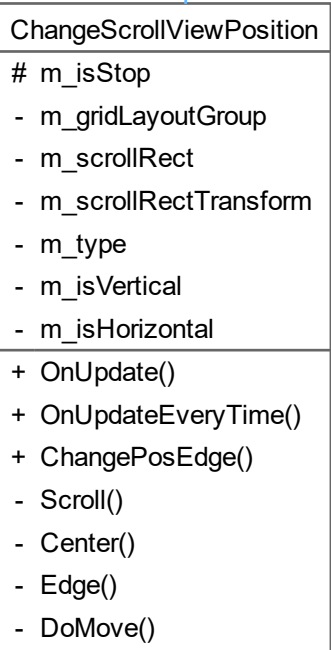 ChangeScrollViewPosition
# m_isStop
- m_gridLayoutGroup
- m_scrollRect
- m_scrollRectTransform
- m_type
- m_isVertical
- m_isHorizontal
+ OnUpdate()
+ OnUpdateEveryTime()
+ ChangePosEdge()
- Scroll()
- Center()
- Edge()
- DoMove()